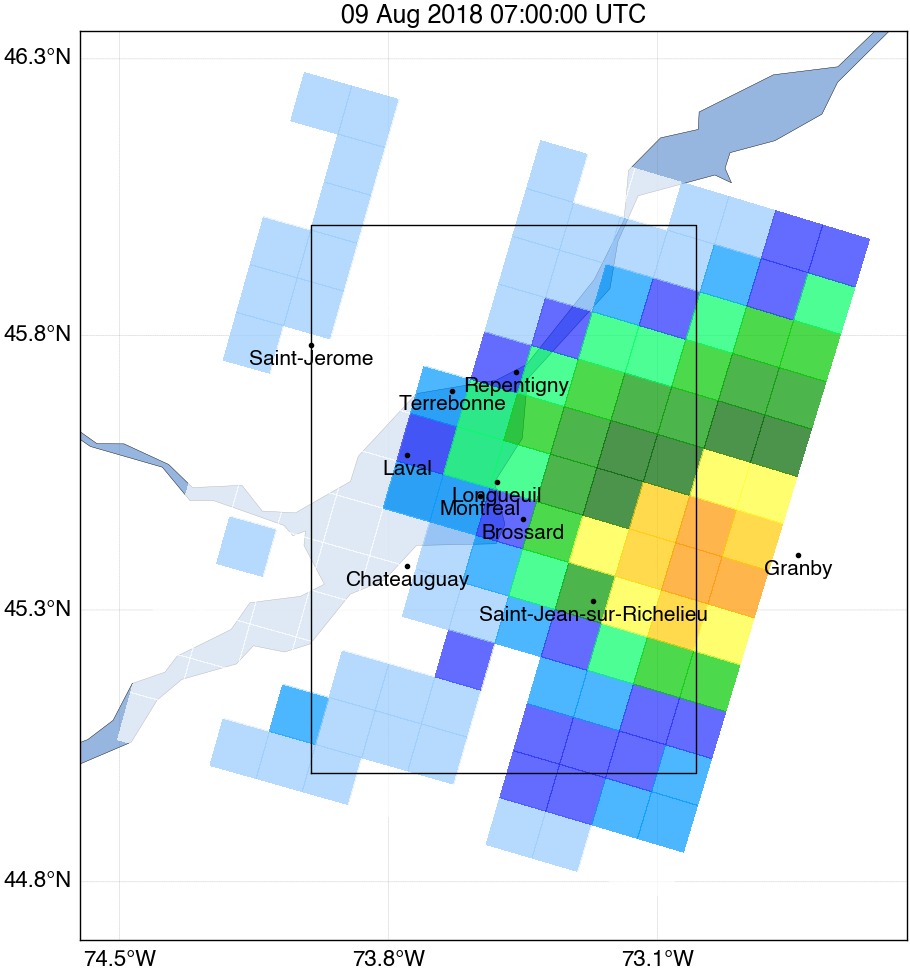 09 Aug 2018 07:00:00 UTC
46.3°N
45.8°N
Saint-Jerome
Repentigny
Terrebonne
Laval
Longueuil
Montreal
Brossard
Granby
Chateauguay
45.3°N
Saint-Jean-sur-Richelieu
44.8°N
74.5°W 73.8°W 73.1°W